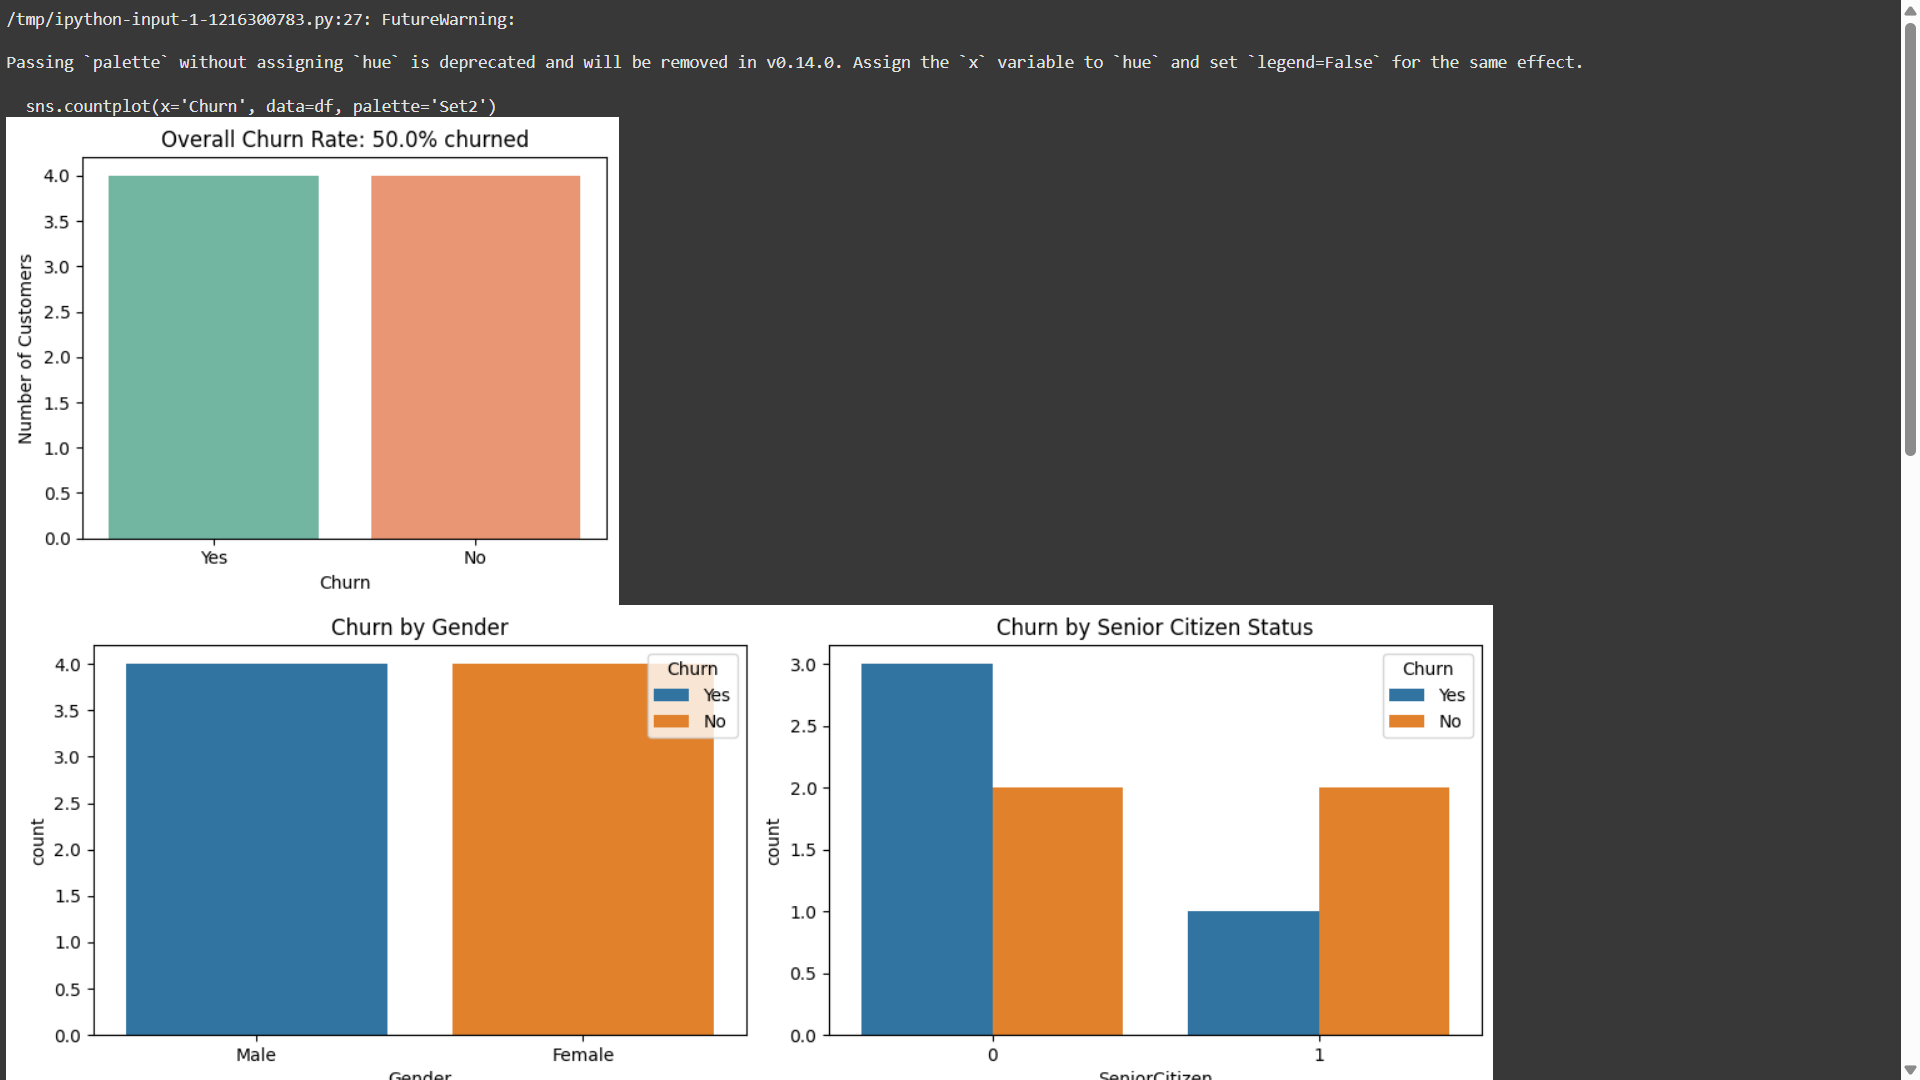 /tmp/ipython-input-1-1216300783.py:27: FutureWarning:
Passing `palette` without assigning `hue` is deprecated and will be removed in v0.14.0. Assign the `x` variable to `hue` and set `legend=False` for the same effect.
sns.countplot(x='Churn', data=df, palette='Set2')
Overall Churn Rate: 50.0% churned
4.0
3.5
3.0
2.5
2.0
1.5
1.0
0.5
0.0
Number of Customers
Yes No
Churn
Churn by Gender
4.0
3.5
3.0
2.5
2.0
1.5
1.0
0.5
0.0
count
Churn
Yes
No
Male Female
Gender
Churn by Senior Citizen Status
3.0
2.5
2.0
1.5
1.0
0.5
0.0
count
Churn
Yes
No
0 1
SeniorCitizen